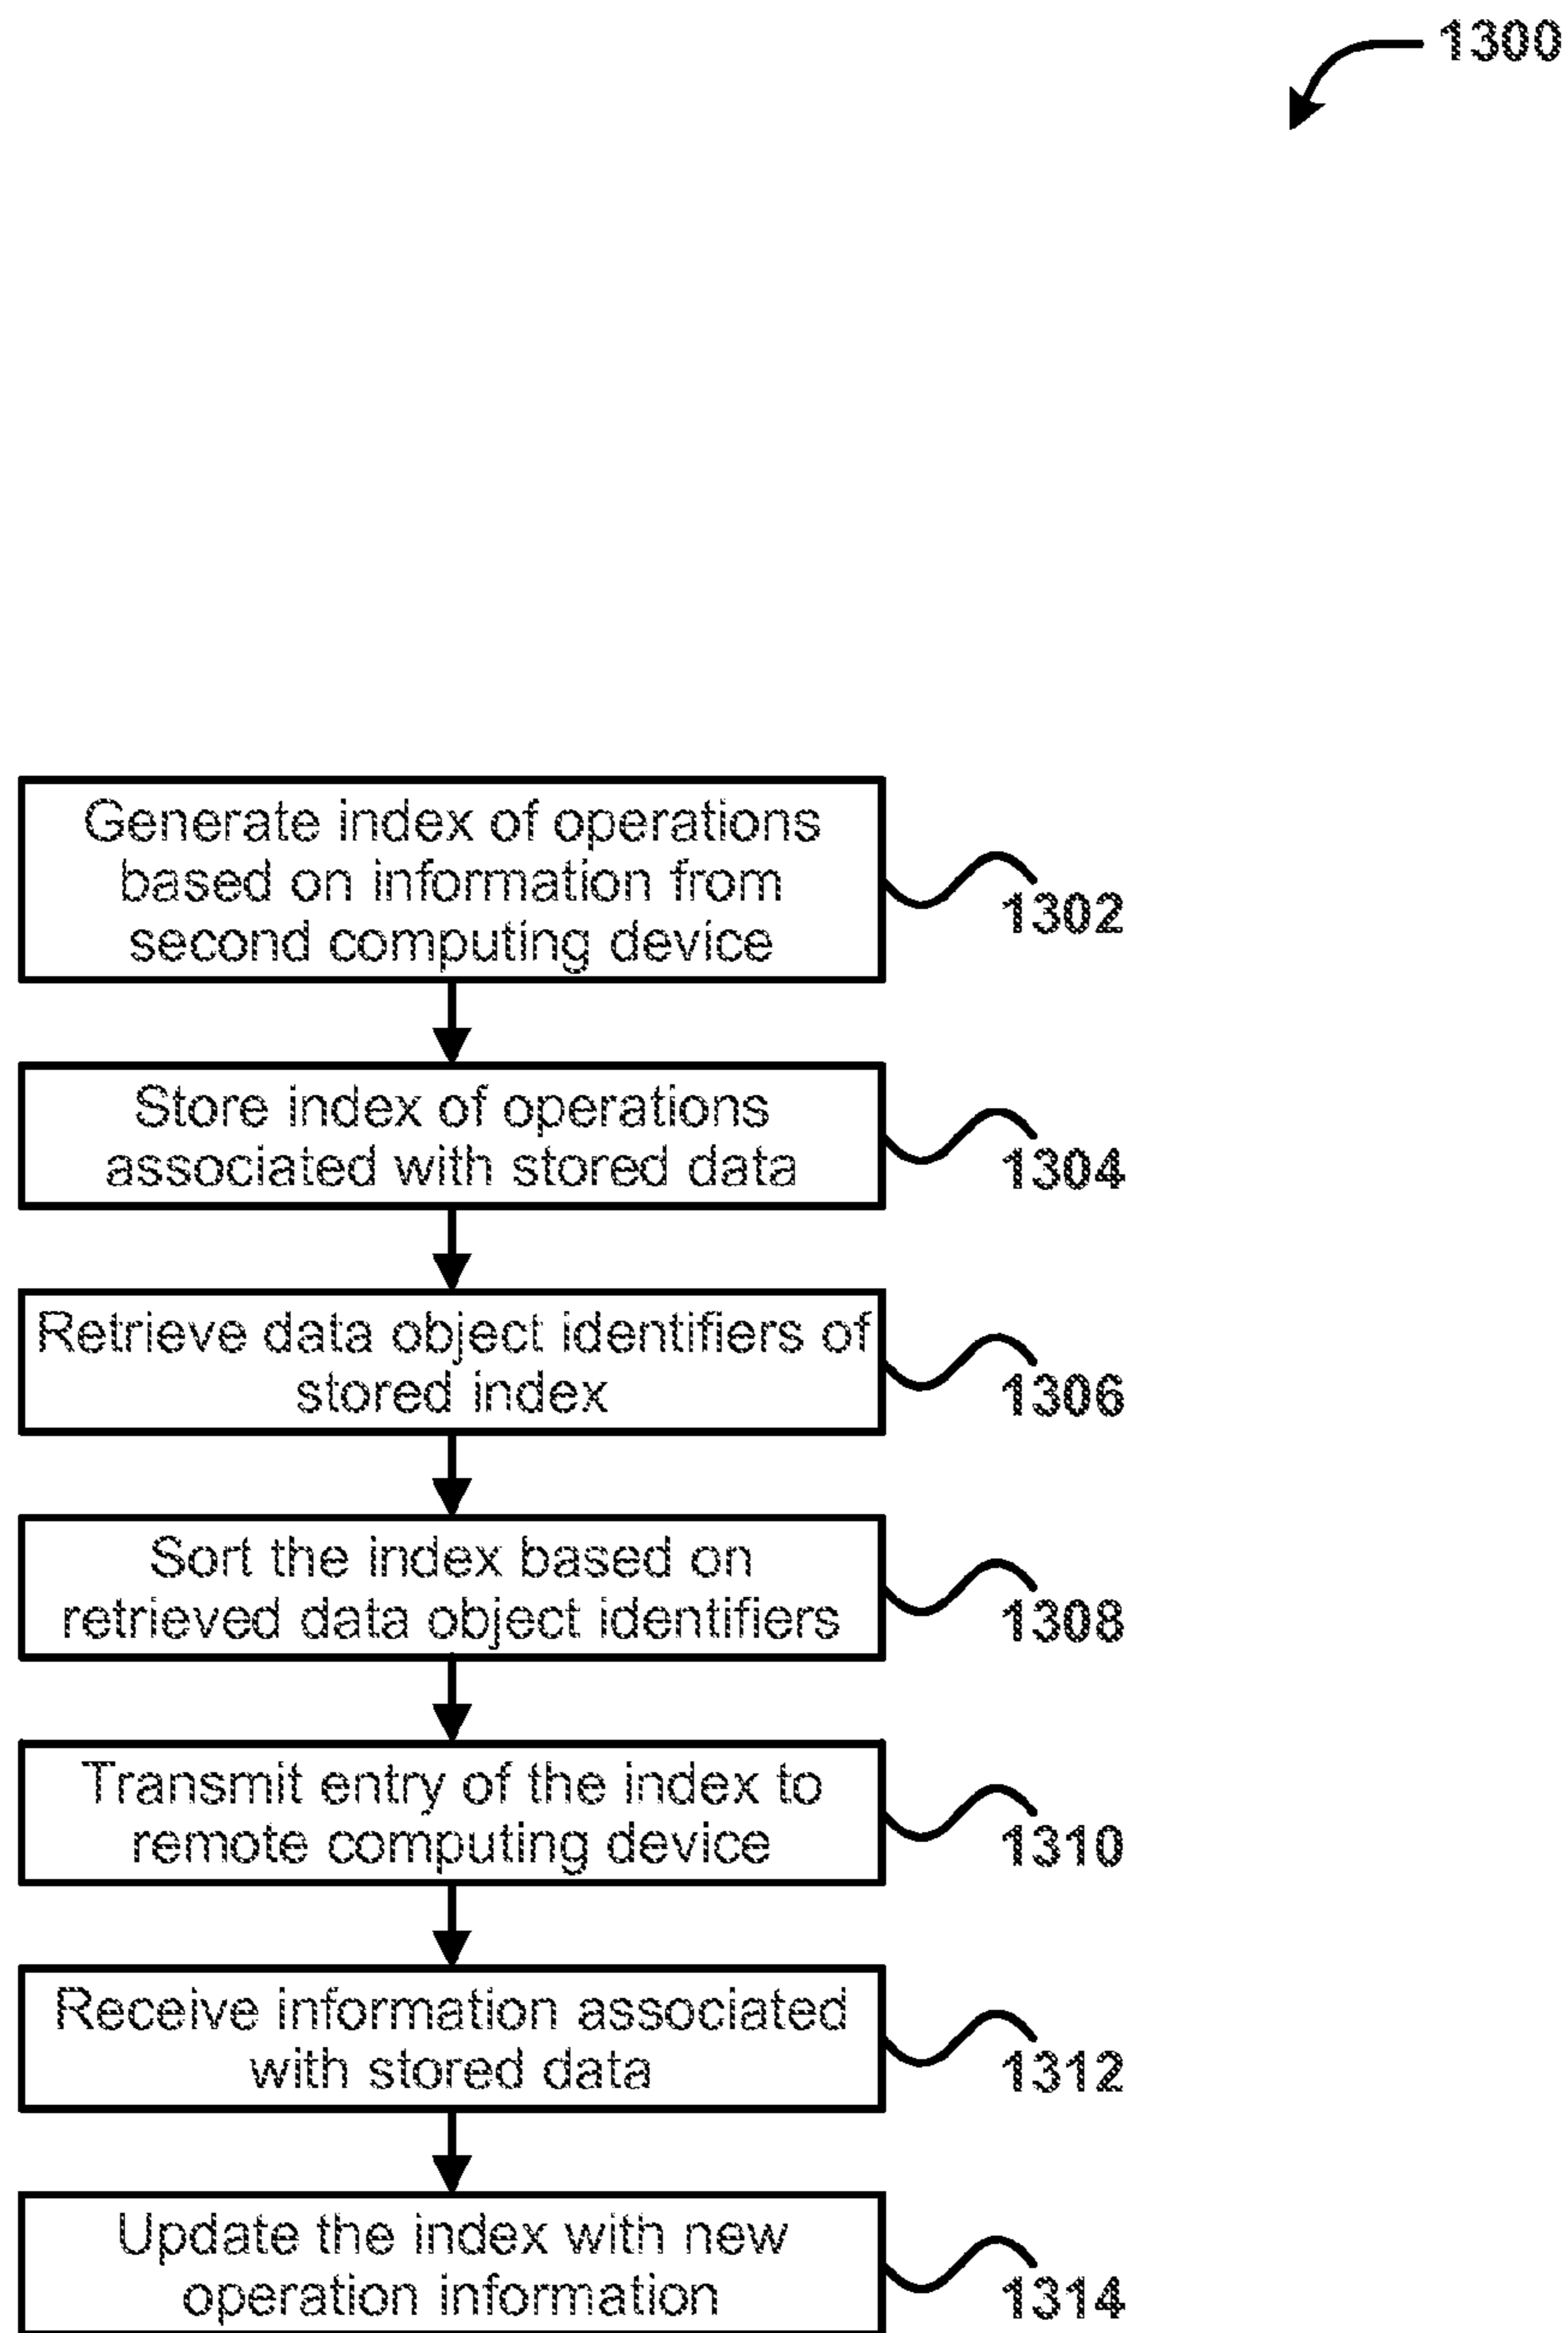 1300
Generate index of operations
based on information from
second computing device
1302
Store index of operations
associated with stored data
1304
Retrieve data object identifiers of
stored index
1306
Sort the index based on
retrieved data object identifiers
1308
Transmit entry of the index to
remote computing device
1310
Receive information associated
with stored data
1312
Update the index with new
operation information
1314